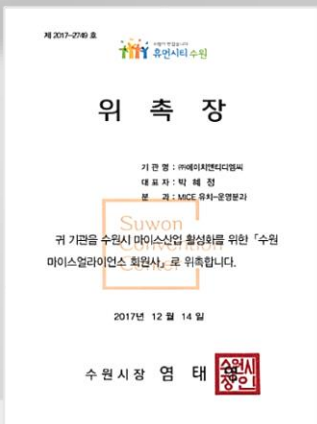 제 2017-2749 호
사람이 반갑습니다
휴먼시티 수원
위 촉 장
기 관 명 : ㈜에이치앤티디엠씨
대 표 자 : 박 혜 정
분 과 : MICE 유치-운영분과
Suwon
Convention
Center
귀 기관을 수원시 마이스산업 활성화를 위한 「수원
마이스얼라이언스 회원사」로 위촉합니다.
2017년 12 월 14 일
수 원 시 장 염 태 영
수원시
장인